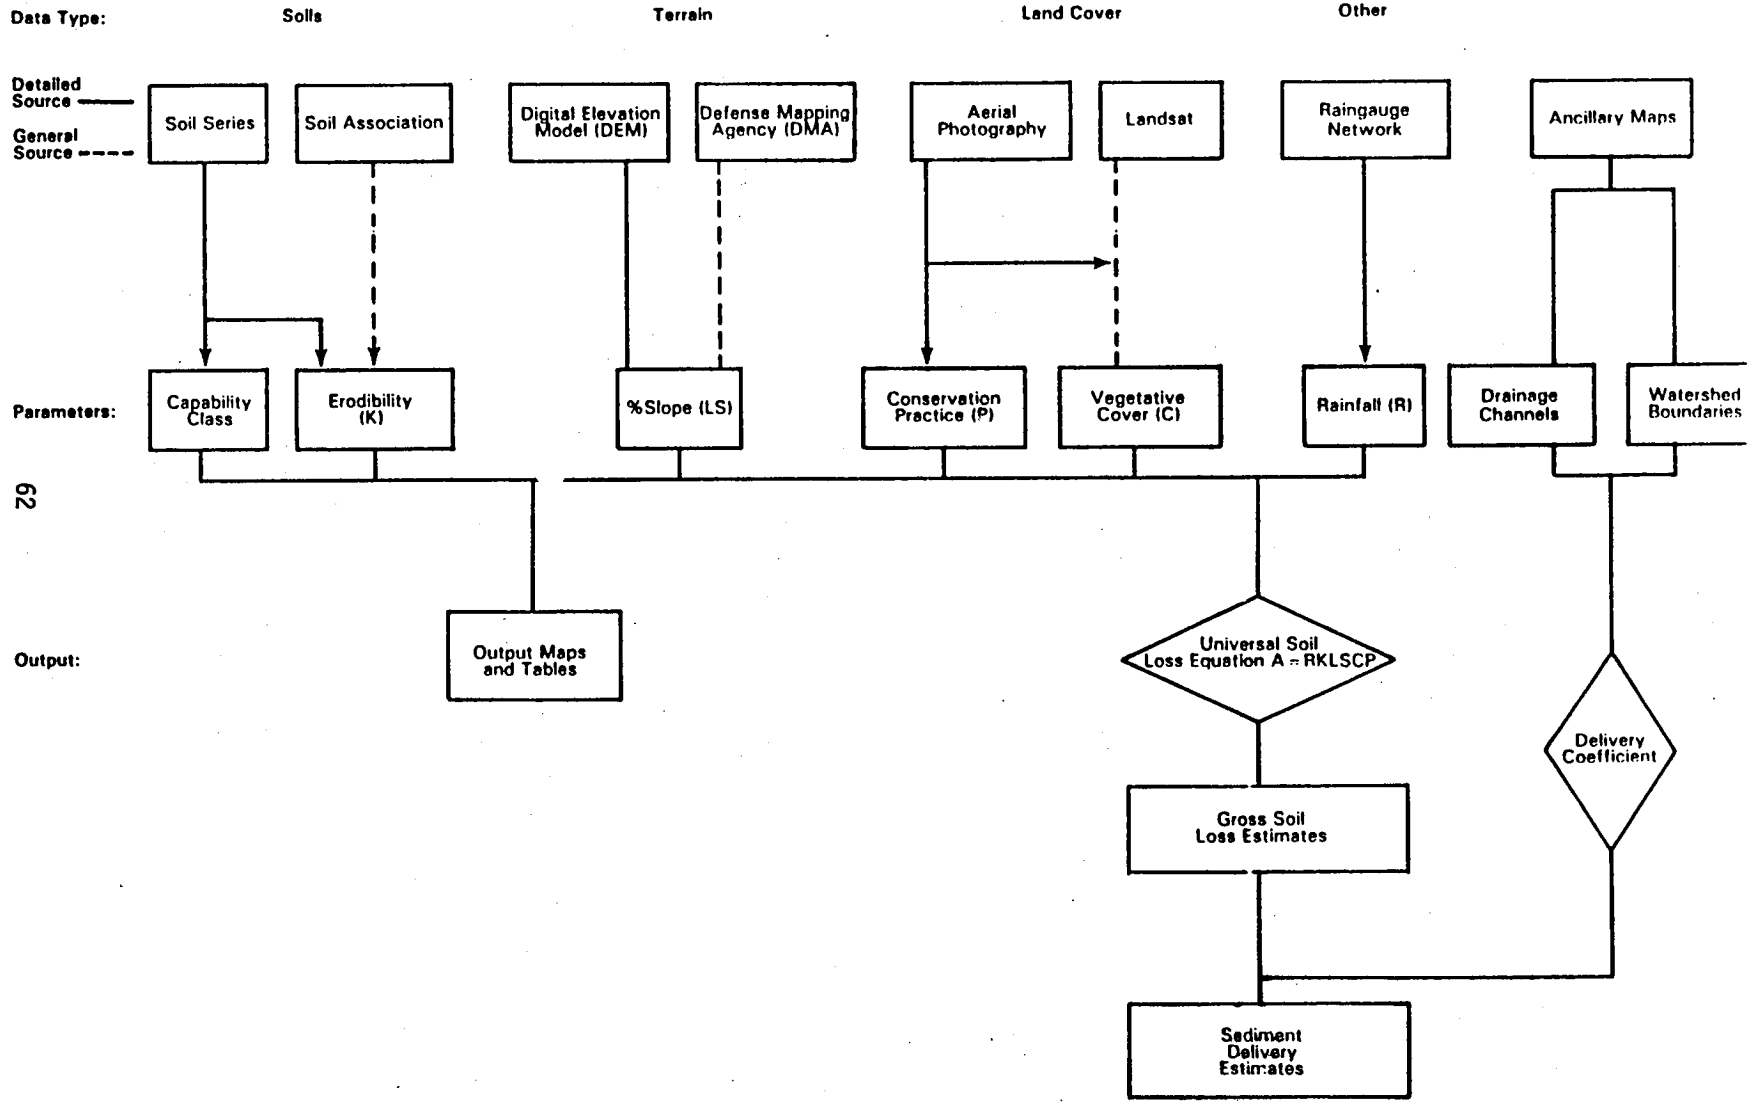 Data Type:
Soils
Terrain
Land Cover
Other
Detailed
Source
General
Source
Soil Series
Soil Association
Digital Elevation
Model (DEM)
Defense Mapping
Agency (DMA)
Aerial
Photography
Landsat
Raingauge
Network
Ancillary Maps
Parameters:
Capability
Class
Erodibility
(K)
%Slope (LS)
Conservation
Practice (P)
Vegetative
Cover (C)
Rainfall (R)
Drainage
Channels
Watershed
Boundaries
62
Output:
Output Maps
and Tables
Universal Soil
Loss Equation A = RKLSCP
Delivery
Coefficient
Gross Soil
Loss Estimates
Sediment
Delivery
Estimates